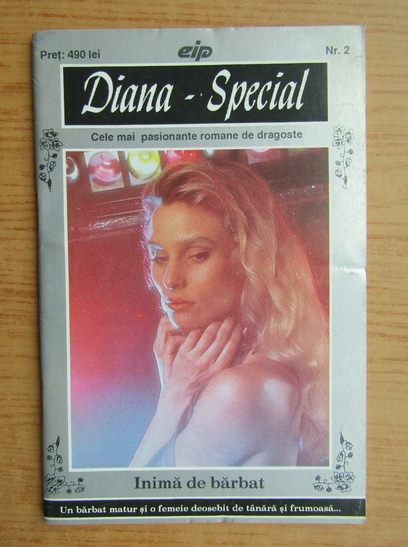 Preț: 490 lei
eip
Nr. 2
Diana - Special
Cele mai pasionante romane de dragoste
Inimă de bărbat
Un bărbat matur și o femeie deosebit de tânără și frumoasă...